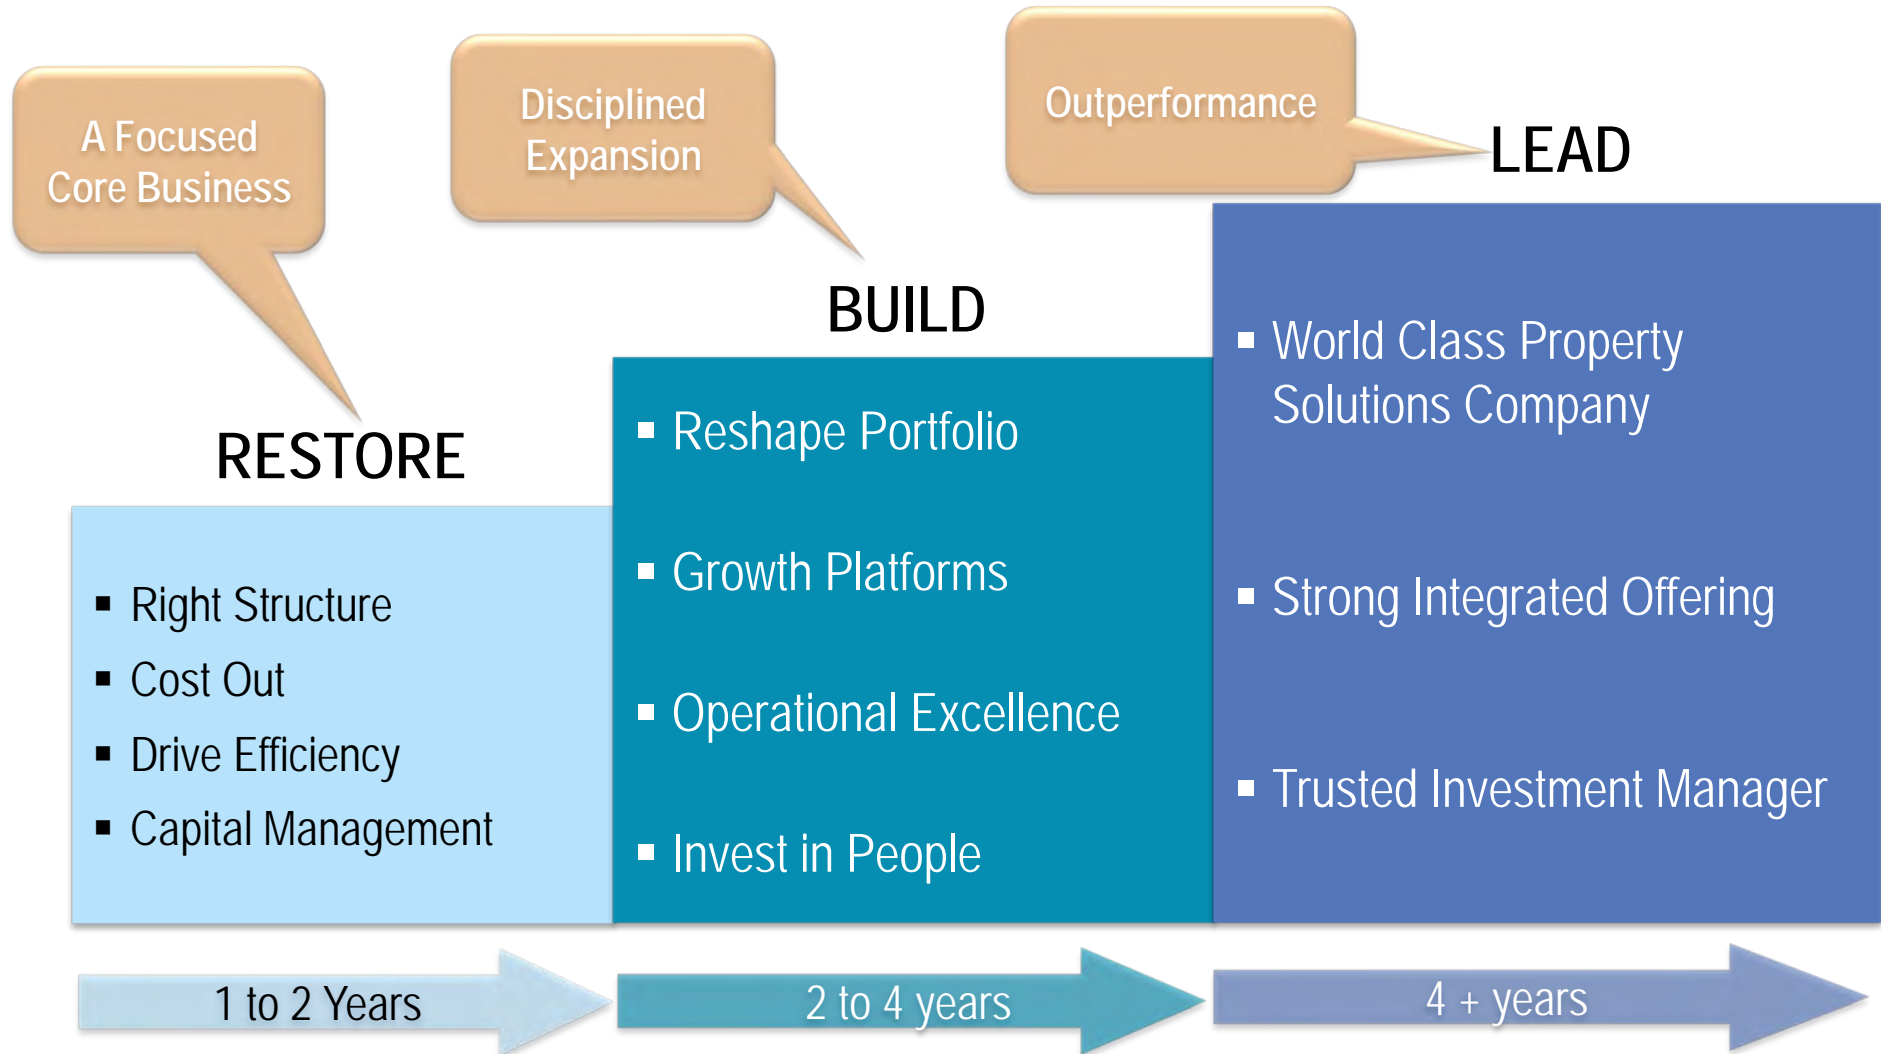 A Focused
Core Business
RESTORE
▪ Right Structure
▪ Cost Out
▪ Drive Efficiency
▪ Capital Management
1 to 2 Years
Disciplined
Expansion
BUILD
▪ Reshape Portfolio
▪ Growth Platforms
▪ Operational Excellence
▪ Invest in People
2 to 4 years
Outperformance
LEAD
▪ World Class Property
Solutions Company
▪ Strong Integrated Offering
▪ Trusted Investment Manager
4 + years